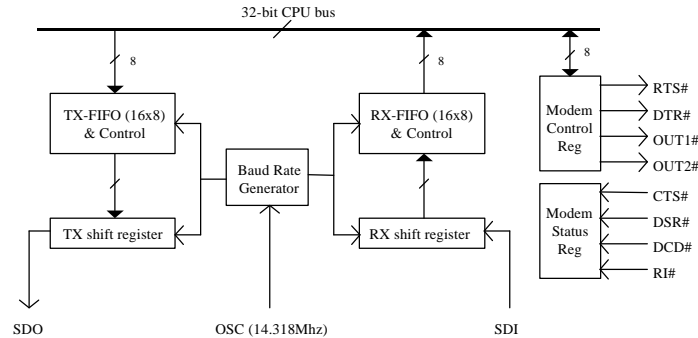 32-bit CPU bus
8
8
8
TX-FIFO (16x8)
& Control
RX-FIFO (16x8)
& Control
Modem
Control
Reg
RTS#
DTR#
OUT1#
OUT2#
Baud Rate
Generator
TX shift register
RX shift register
Modem
Status
Reg
CTS#
DSR#
DCD#
RI#
SDO
OSC (14.318Mhz)
SDI